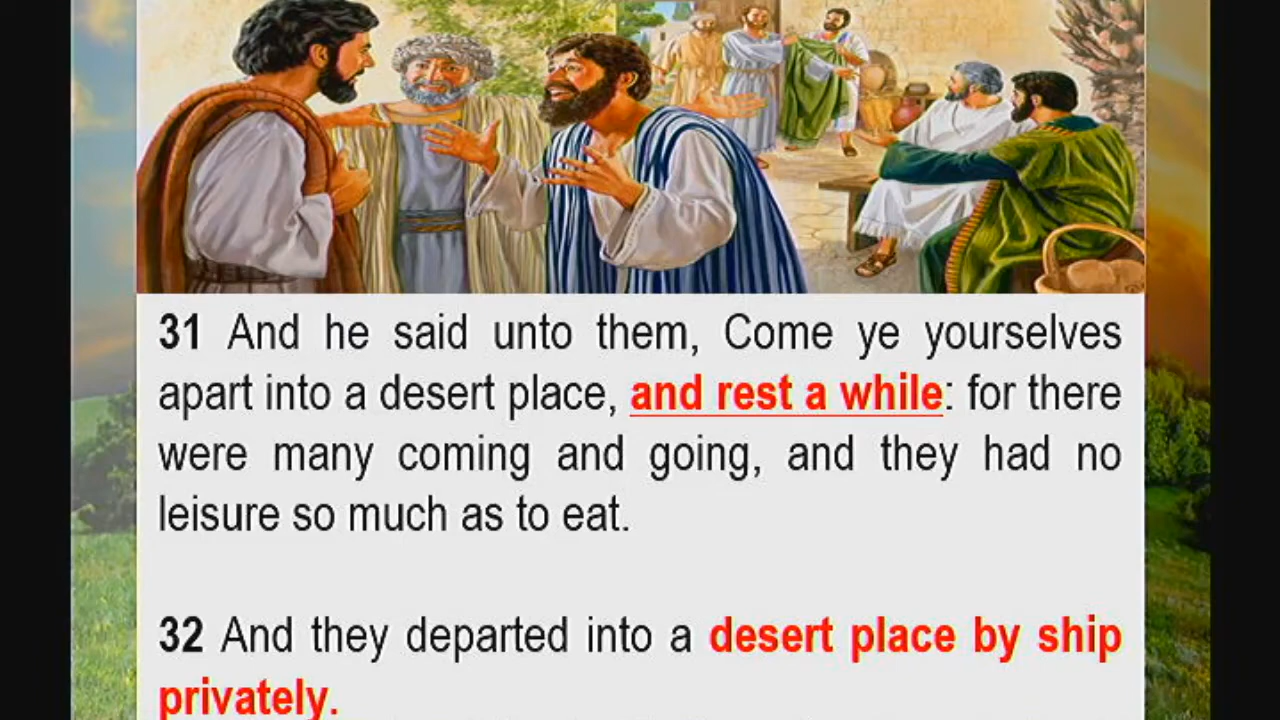 31 And he said unto them, Come ye yourselves
apart into a desert place, and rest a while: for there
were many coming and going, and they had no
leisure so much as to eat.
32 And they departed into a desert place by ship
privately.